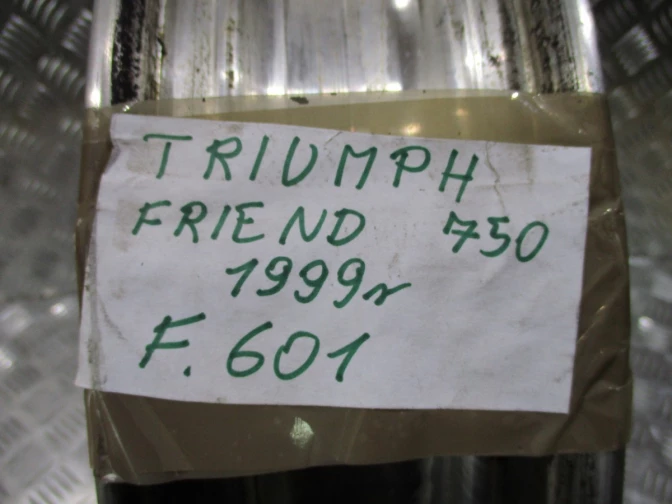 TRIUMPH
FRIEND 750
1999r
F. 601